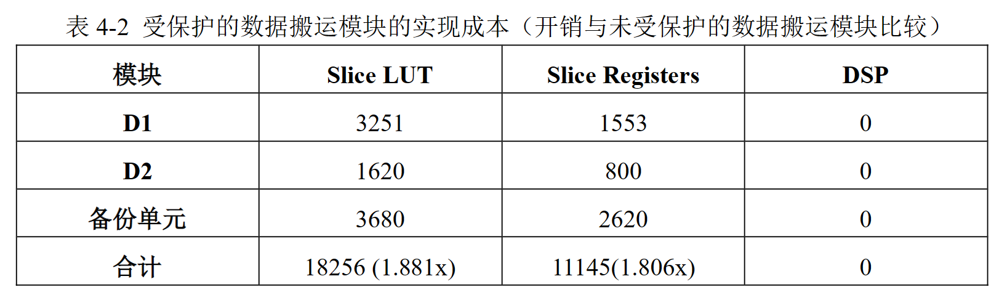 表 4-2 受保护的数据搬运模块的实现成本（开销与未受保护的数据搬运模块比较）
模块 Slice LUT Slice Registers DSP
D1 3251 1553 0
D2 1620 800 0
备份单元 3680 2620 0
合计 18256 (1.881x) 11145(1.806x) 0